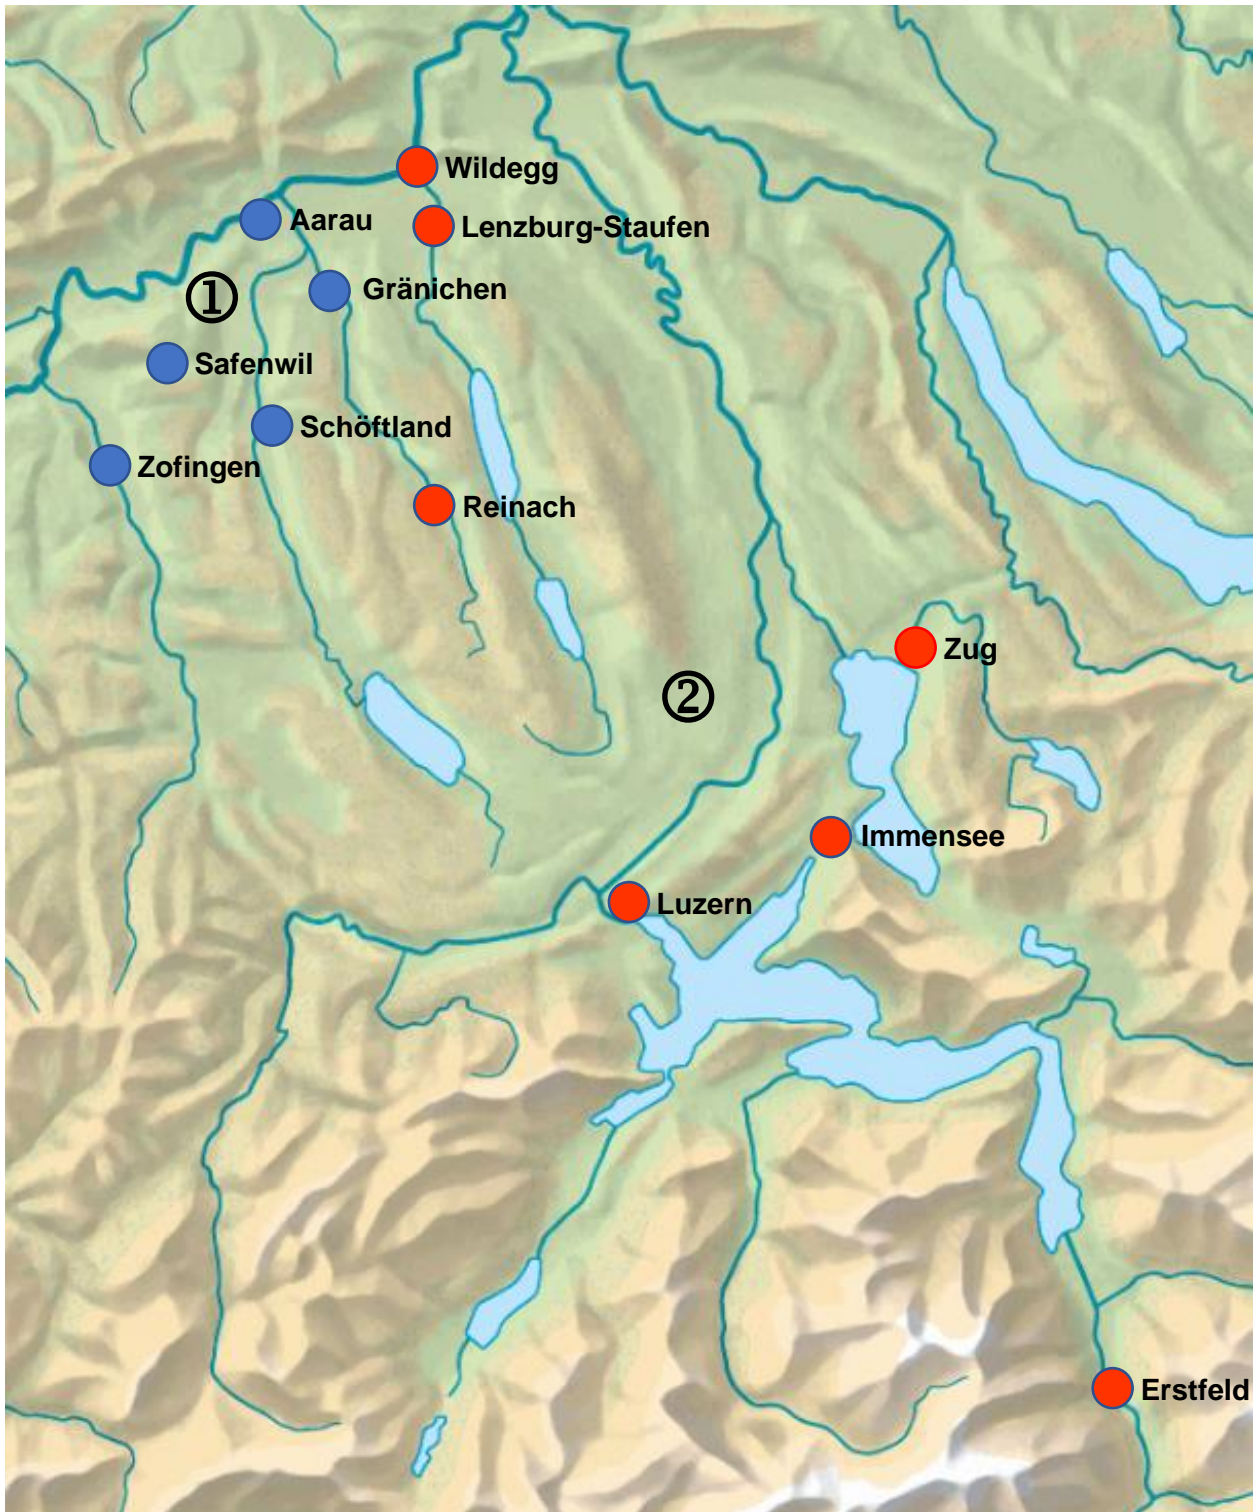 Wildegg
Aarau
Lenzburg-Staufen
①
Gränichen
Safenwil
Schöftland
Zofingen
Reinach
Zug
②
Immensee
Luzern
Erstfeld